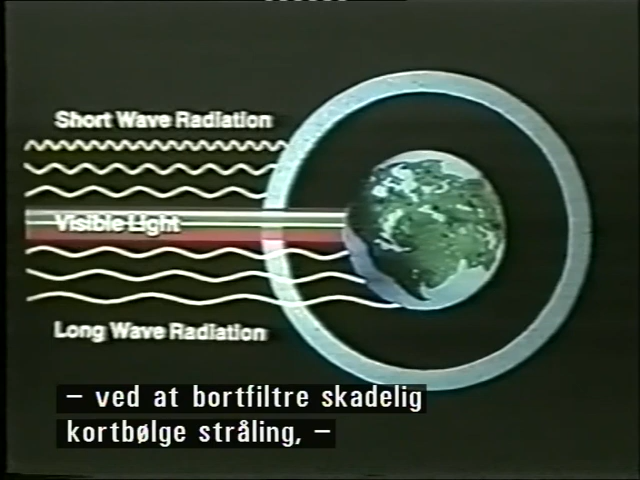 Short Wave Radiation
Visible Light
Long Wave Radiation
– ved at bortfiltre skadelig
kortbølge stråling, –